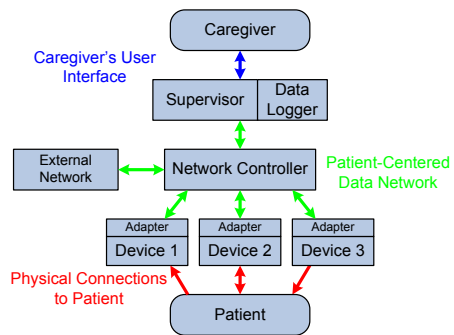 Caregiver
Caregiver's User
Interface
Supervisor
Data
Logger
External
Network
Network Controller
Patient-Centered
Data Network
Adapter
Device 1
Adapter
Device 2
Adapter
Device 3
Physical Connections
to Patient
Patient